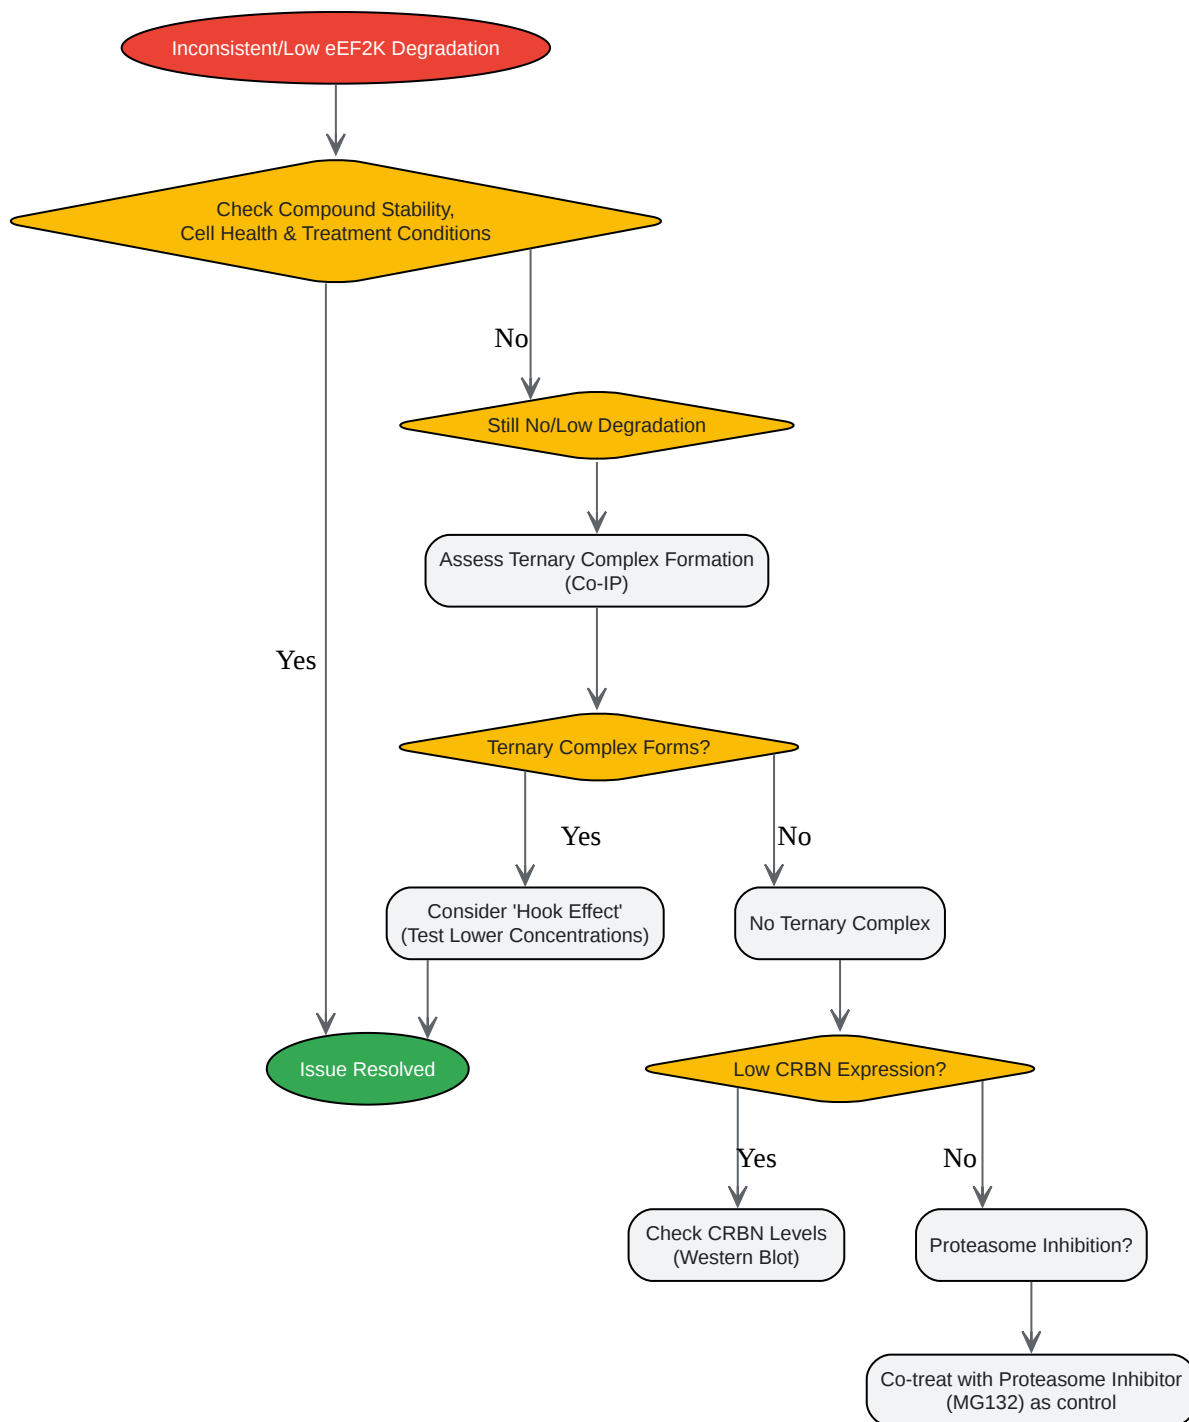 Inconsistent/Low eEF2K Degradation
Check Compound Stability,
Cell Health & Treatment Conditions
No
Still No/Low Degradation
Assess Ternary Complex Formation
(Co-IP)
Yes
Ternary Complex Forms?
Yes
No
Consider 'Hook Effect'
(Test Lower Concentrations)
No Ternary Complex
Issue Resolved
Low CRBN Expression?
Yes
No
Check CRBN Levels
(Western Blot)
Proteasome Inhibition?
Co-treat with Proteasome Inhibitor
(MG132) as control